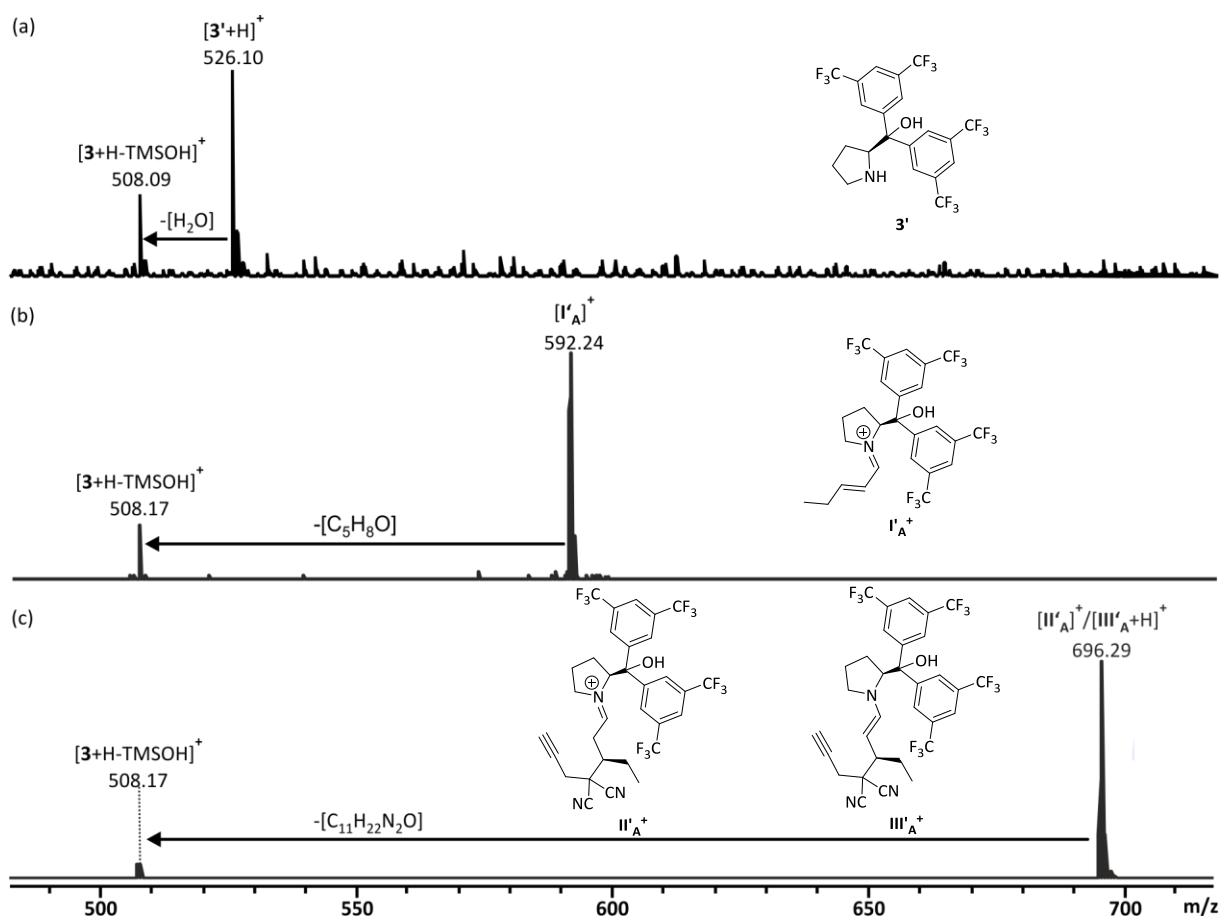 (a)
[3'+H]⁺
526.10
[3+H-TMSOH]⁺
508.09
-[H₂O]
F₃C
CF₃
OH
CF₃
NH
CF₃
3'
(b)
[I'A]⁺
592.24
[3+H-TMSOH]⁺
508.17
-[C₅H₈O]
F₃C
CF₃
OH
CF₃
N
F₃C
I'A⁺
(c)
[II'A]⁺/[III'A+H]⁺
696.29
[3+H-TMSOH]⁺
508.17
-[C₁₁H₂₂N₂O]
F₃C
CF₃
OH
CF₃
N
F₃C
NC
CN
II'A⁺
F₃C
CF₃
OH
CF₃
N
F₃C
NC
CN
III'A⁺
500 550 600 650 700 m/z